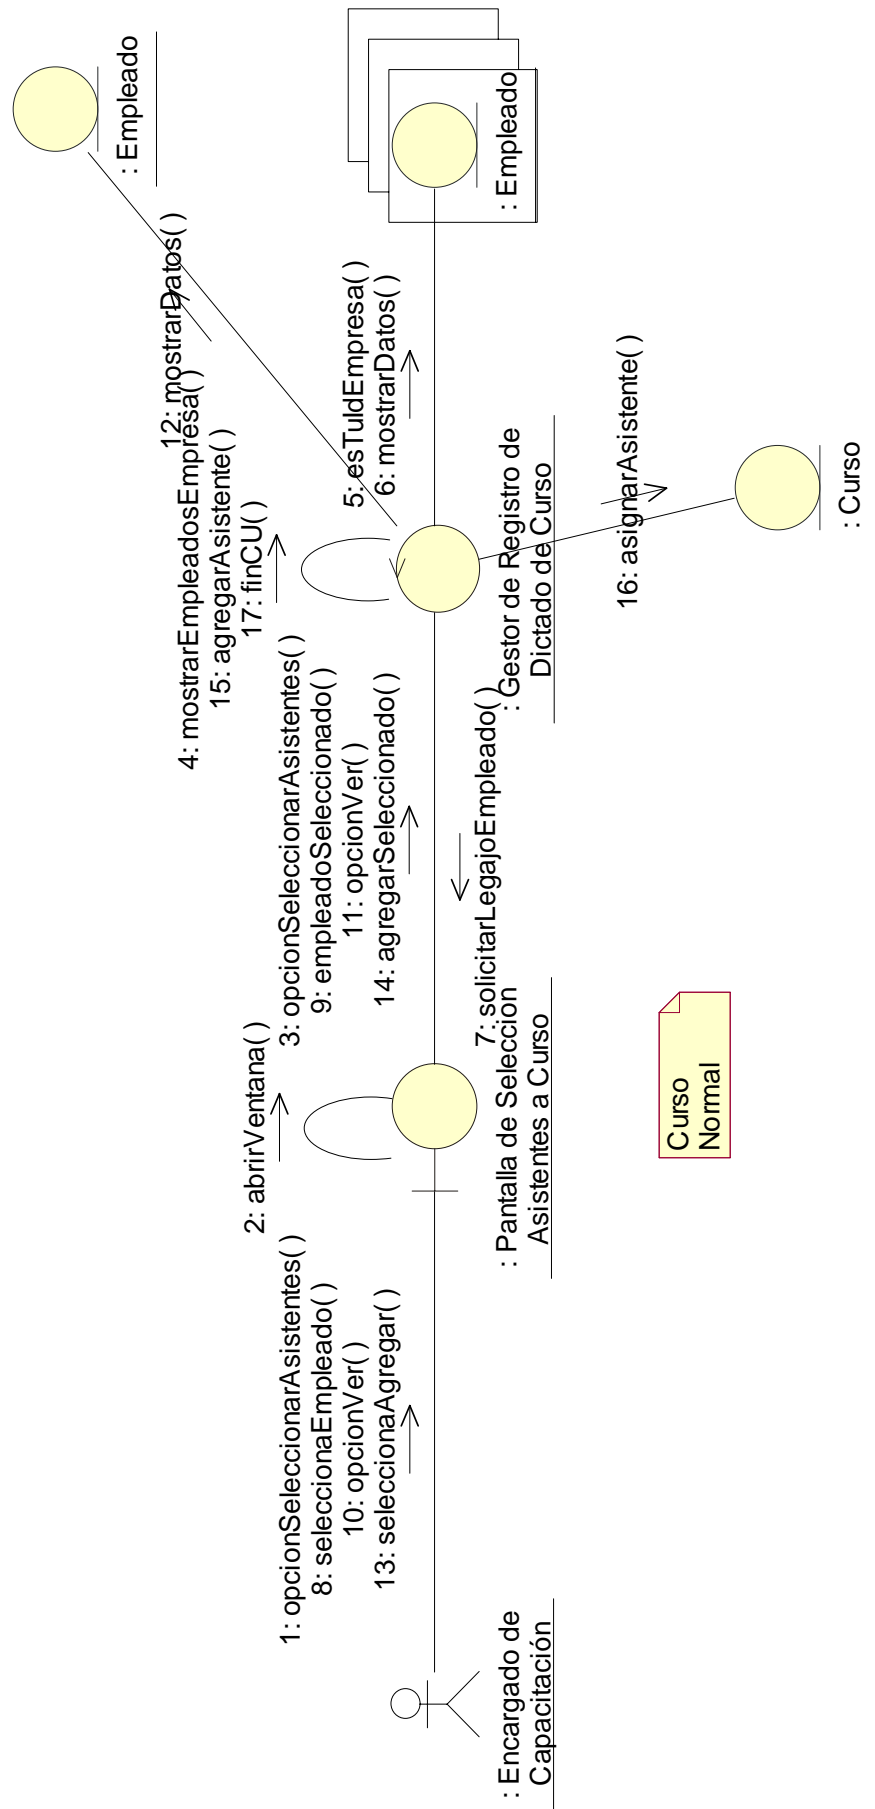 : Encargado de
Capacitación
1: opcionSeleccionarAsistentes( )
8: seleccionaEmpleado( )
10: opcionVer( )
13: seleccionaAgregar( )
2: abrirVentana( )
: Pantalla de Seleccion
Asistentes a Curso
3: opcionSeleccionarAsistentes( )
9: empleadoSeleccionado( )
11: opcionVer( )
14: agregarSeleccionado( )
7: solicitarLegajoEmpleado( )
4: mostrarEmpleadosEmpresa( )
15: agregarAsistente( )
17: finCU( )
: Gestor de Registro de
Dictado de Curso
12: mostrarDatos( )
: Empleado
5: esTuIdEmpresa( )
6: mostrarDatos( )
: Empleado
16: asignarAsistente( )
: Curso
Curso
Normal